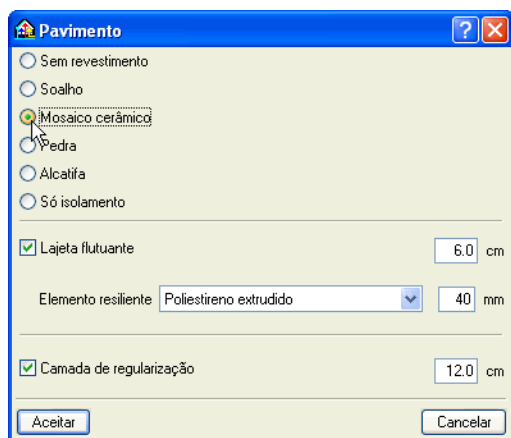 Pavimento
Sem revestimento
Soalho
Mosaico cerâmico
Pedra
Alcatifa
Só isolamento
Lajeta flutuante 6.0 cm
Elemento resiliente Poliestireno extrudido 40 mm
Camada de regularização 12.0 cm
Aceitar Cancelar